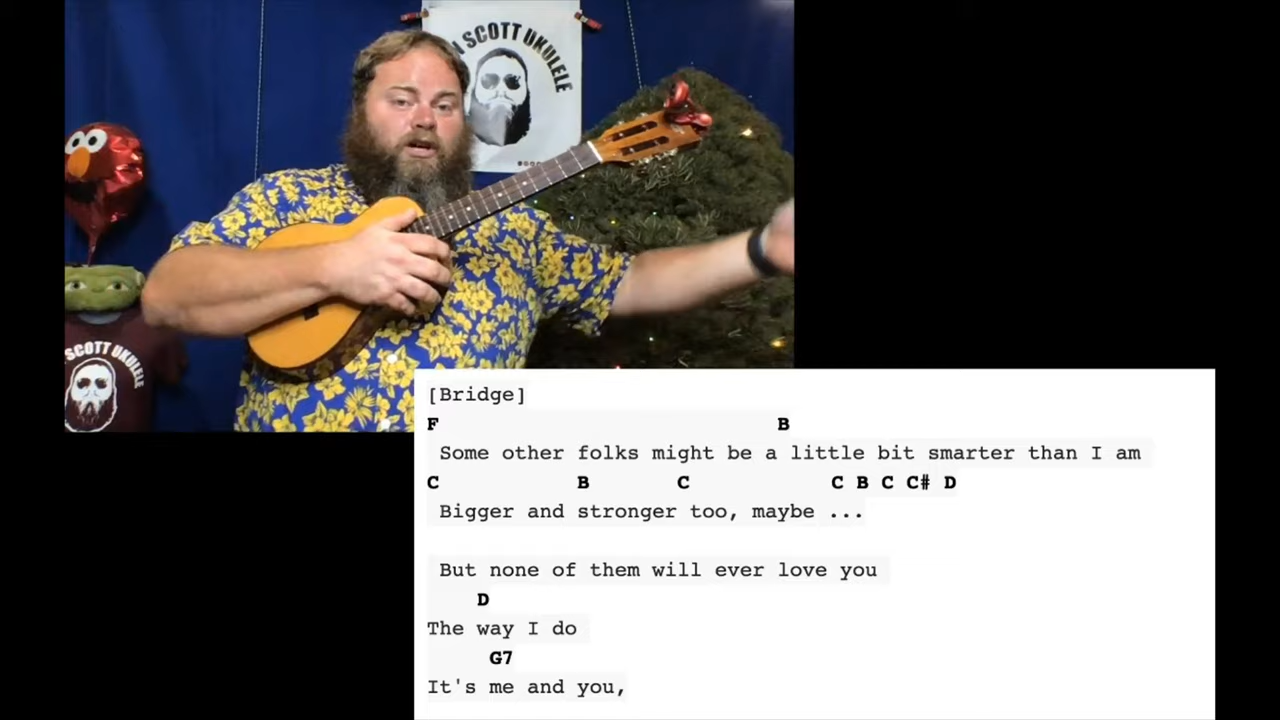 SCOTT UKULELE
SCOTT UKULELE
[Bridge]
F B
Some other folks might be a little bit smarter than I am
C B C C B C C# D
Bigger and stronger too, maybe ...
But none of them will ever love you
D
The way I do
G7
It's me and you,